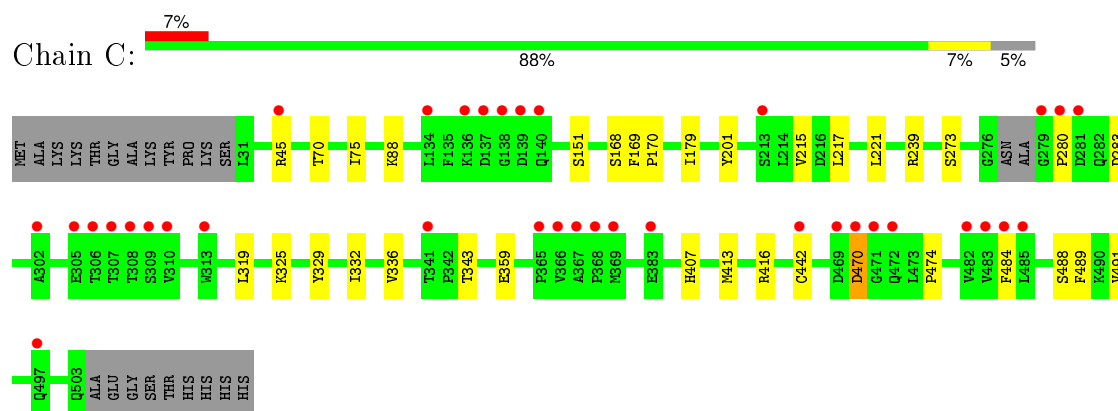 7%
Chain C:
88% 7% 5%
MET ALA LYS LYS THR GLY ALA LYS TYR PRO LYS SER L31 R45 T70 I75 K88 L134 F135 K136 D137 G138 D139 Q140 S151 S168 F169 P170 I179 Y201 S213 L214 V215 D216 L217 L221 R239 S273 G276 ASN ALA G279 P280 D281 Q282
A302 E305 T306 T307 T308 S309 V310 W313 L319 K325 Y329 I332 V336 T341 P342 T343 E359 P365 V366 A367 P368 M369 E383 H407 M413 R416 C442 D469 D470 G471 Q472 L473 P474 V482 V483 F484 L485 S488 F489 K490
Q497 Q503 ALA GLU GLY SER THR HIS HIS HIS HIS